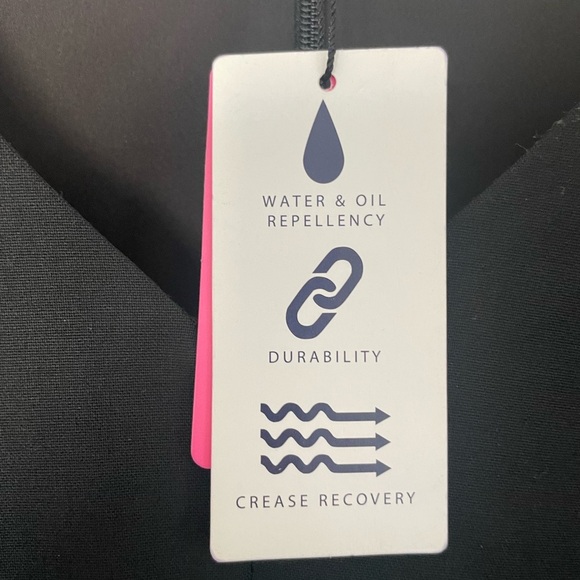 WATER & OIL
REPELLENCY
DURABILITY
CREASE RECOVERY